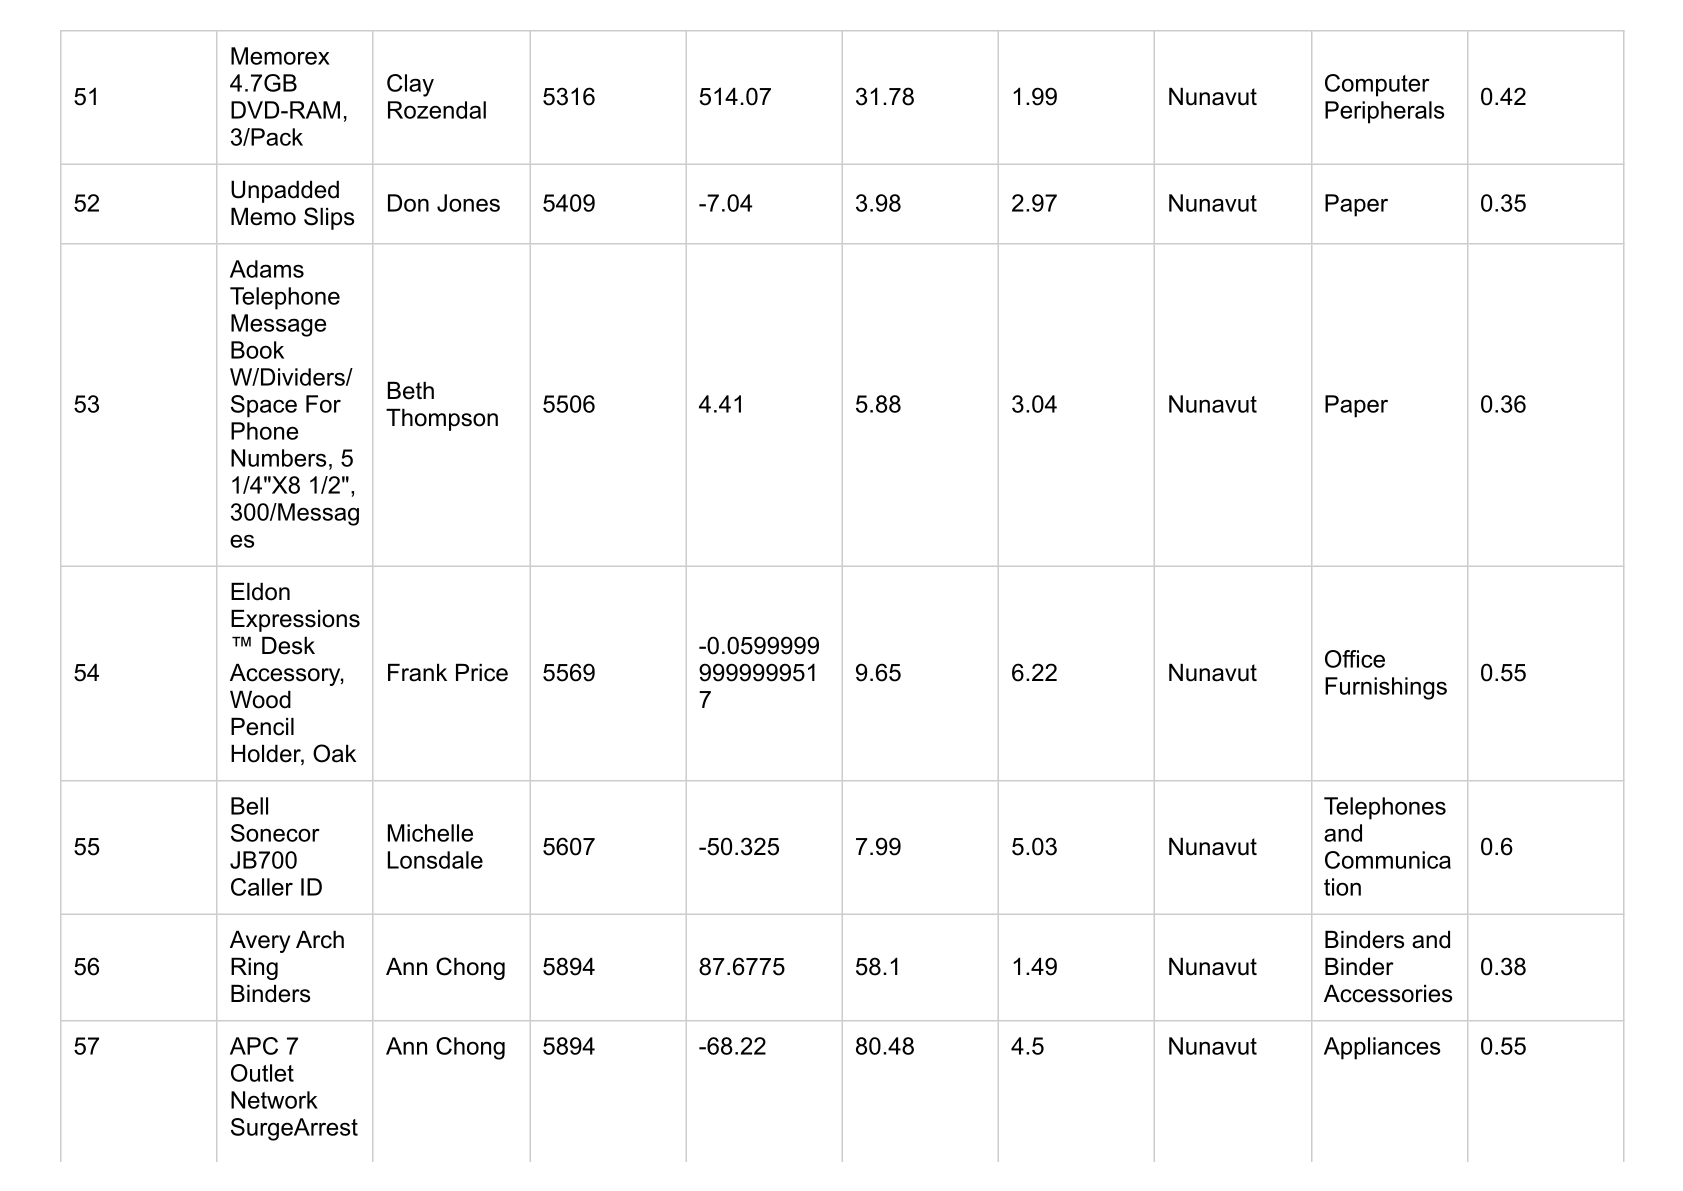 51
Memorex
4.7GB
DVD-RAM,
3/Pack
Clay
Rozendal
5316
514.07
31.78
1.99
Nunavut
Computer
Peripherals
0.42
52
Unpadded
Memo Slips
Don Jones
5409
-7.04
3.98
2.97
Nunavut
Paper
0.35
53
Adams
Telephone
Message
Book
W/Dividers/
Space For
Phone
Numbers, 5
1/4"X8 1/2",
300/Messag
es
Beth
Thompson
5506
4.41
5.88
3.04
Nunavut
Paper
0.36
54
Eldon
Expressions
™ Desk
Accessory,
Wood
Pencil
Holder, Oak
Frank Price
5569
-0.0599999
999999951
7
9.65
6.22
Nunavut
Office
Furnishings
0.55
55
Bell
Sonecor
JB700
Caller ID
Michelle
Lonsdale
5607
-50.325
7.99
5.03
Nunavut
Telephones
and
Communica
tion
0.6
56
Avery Arch
Ring
Binders
Ann Chong
5894
87.6775
58.1
1.49
Nunavut
Binders and
Binder
Accessories
0.38
57
APC 7
Outlet
Network
SurgeArrest
Ann Chong
5894
-68.22
80.48
4.5
Nunavut
Appliances
0.55